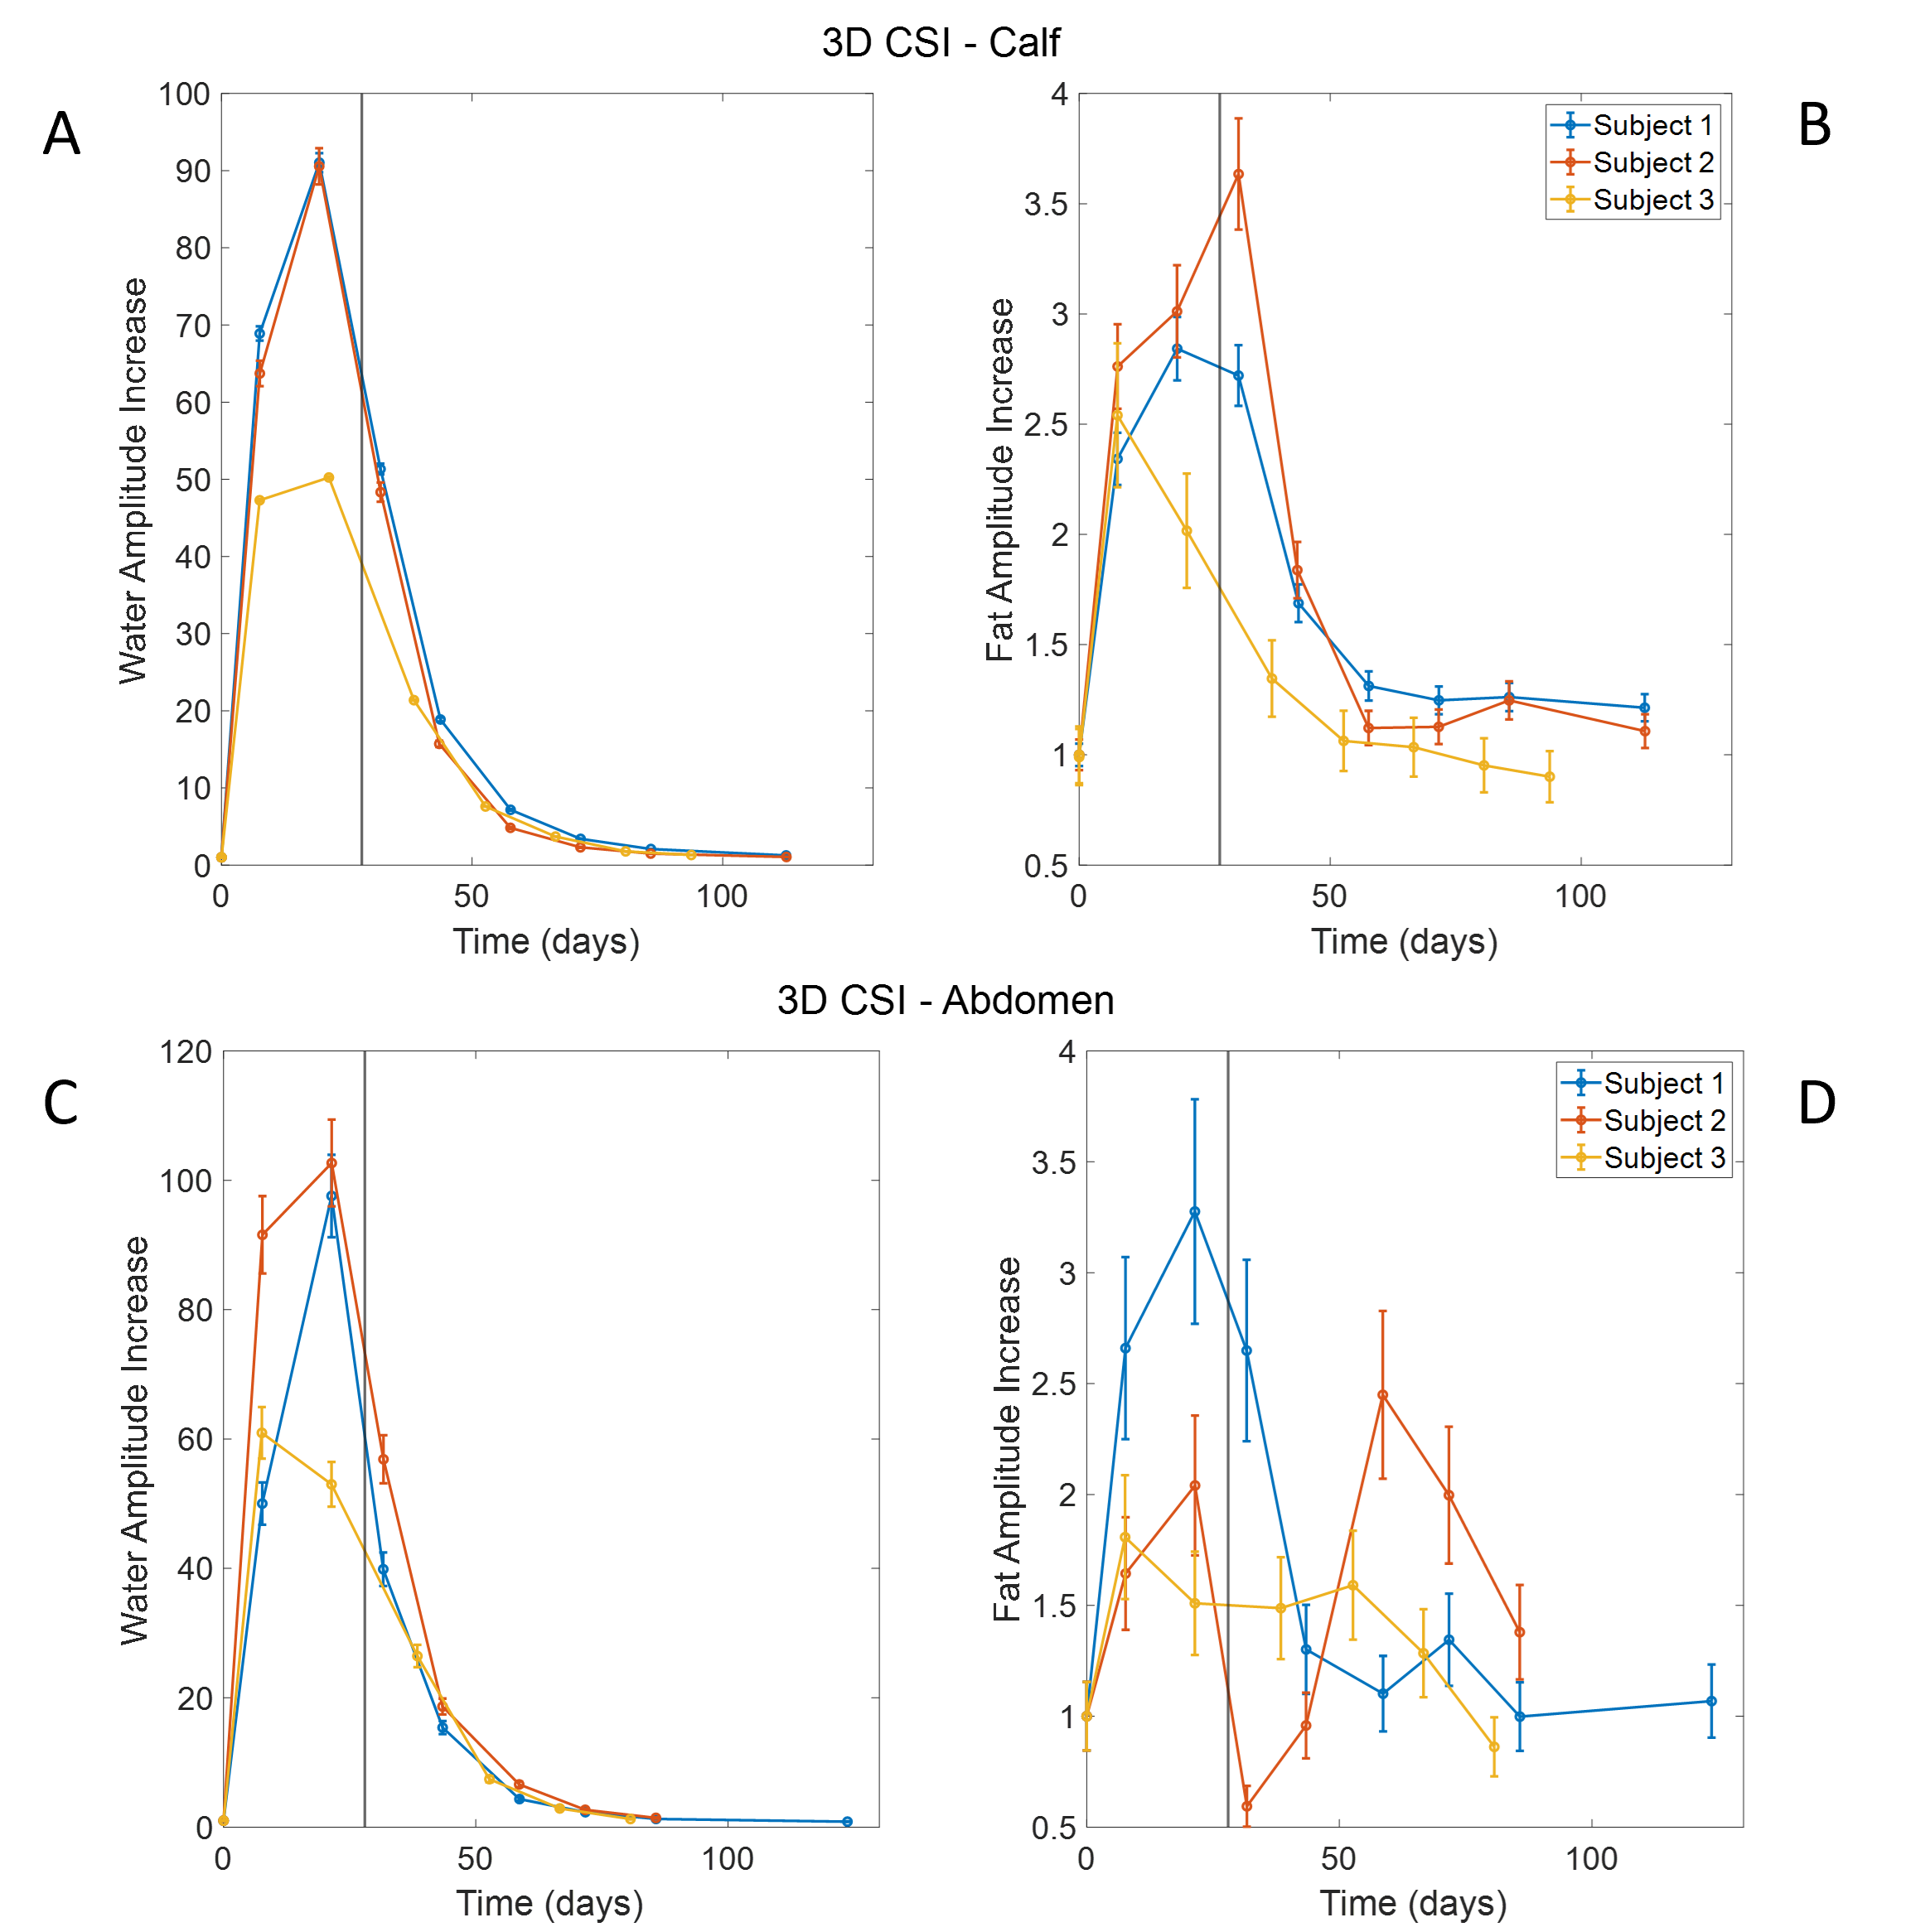 3D CSI - Calf
A
100
90
80
70
60
50
40
30
20
10
0
Water Amplitude Increase
0 50 100
Time (days)
B
4
3.5
3
2.5
2
1.5
1
0.5
Fat Amplitude Increase
0 50 100
Time (days)
Subject 1
Subject 2
Subject 3
3D CSI - Abdomen
C
120
100
80
60
40
20
0
Water Amplitude Increase
0 50 100
Time (days)
D
4
3.5
3
2.5
2
1.5
1
0.5
Fat Amplitude Increase
0 50 100
Time (days)
Subject 1
Subject 2
Subject 3